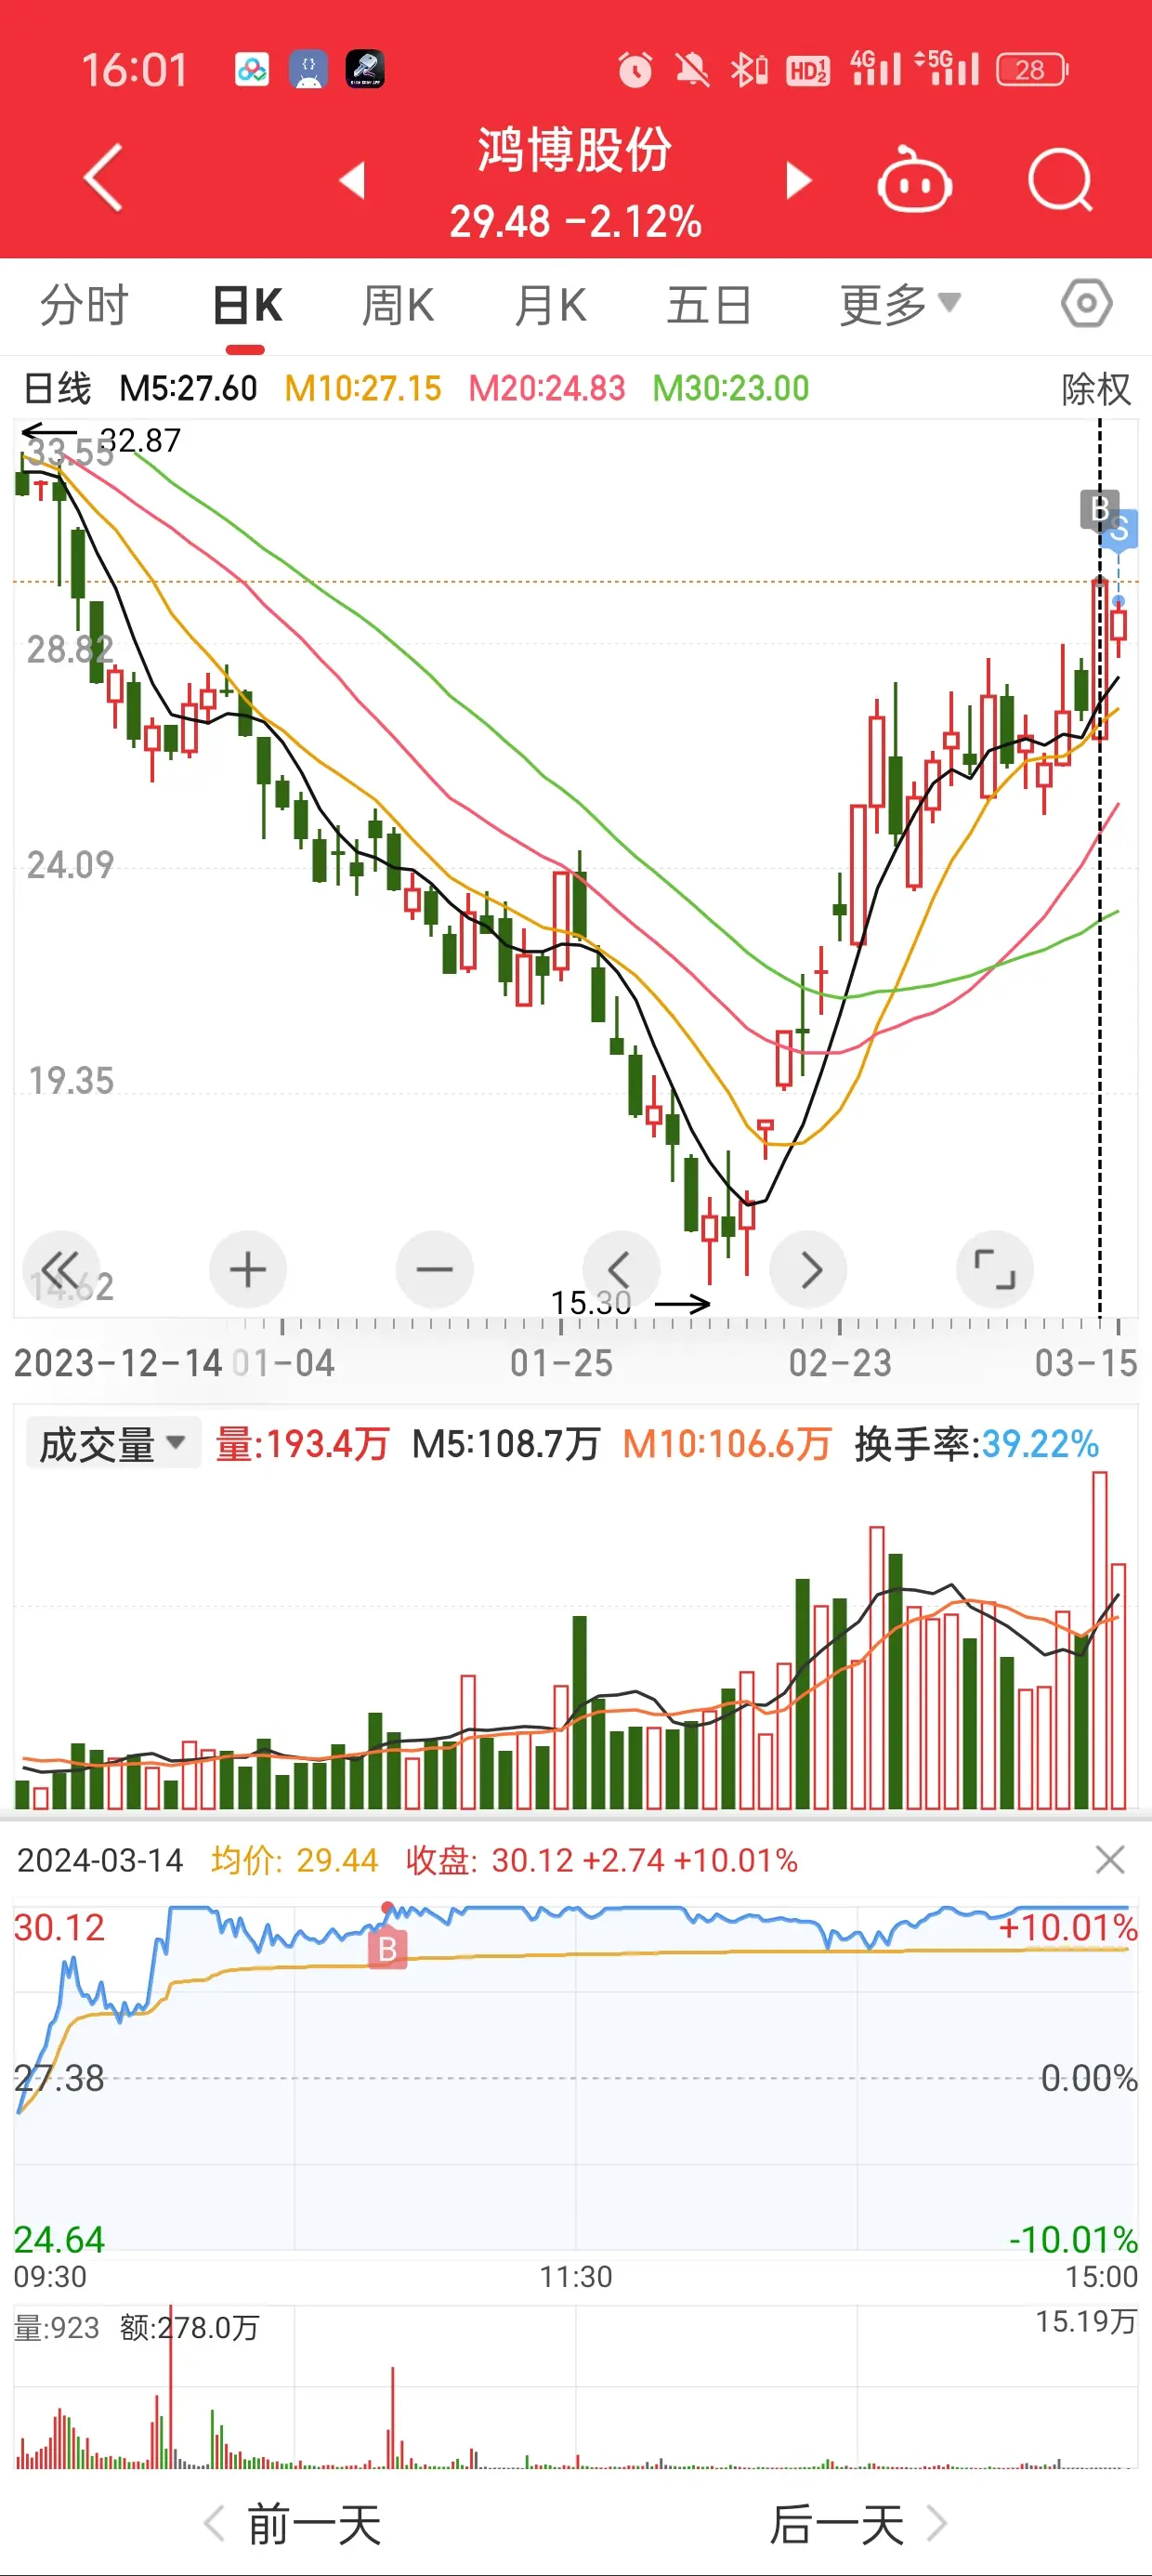 16:01 HD 1 2 4G 5G 28
鸿博股份
29.48 -2.12%
分时 日K 周K 月K 五日 更多
日线 M5:27.60 M10:27.15 M20:24.83 M30:23.00 除权
32.87
33.55
B
S
28.82
24.09
19.35
14.62
15.30
2023-12-14 01-04 01-25 02-23 03-15
成交量 量:193.4万 M5:108.7万 M10:106.6万 换手率:39.22%
2024-03-14 均价: 29.44 收盘: 30.12 +2.74 +10.01%
30.12 +10.01%
B
27.38 0.00%
24.64 -10.01%
09:30 11:30 15:00
量:923 额:278.0万 15.19万
前一天 后一天